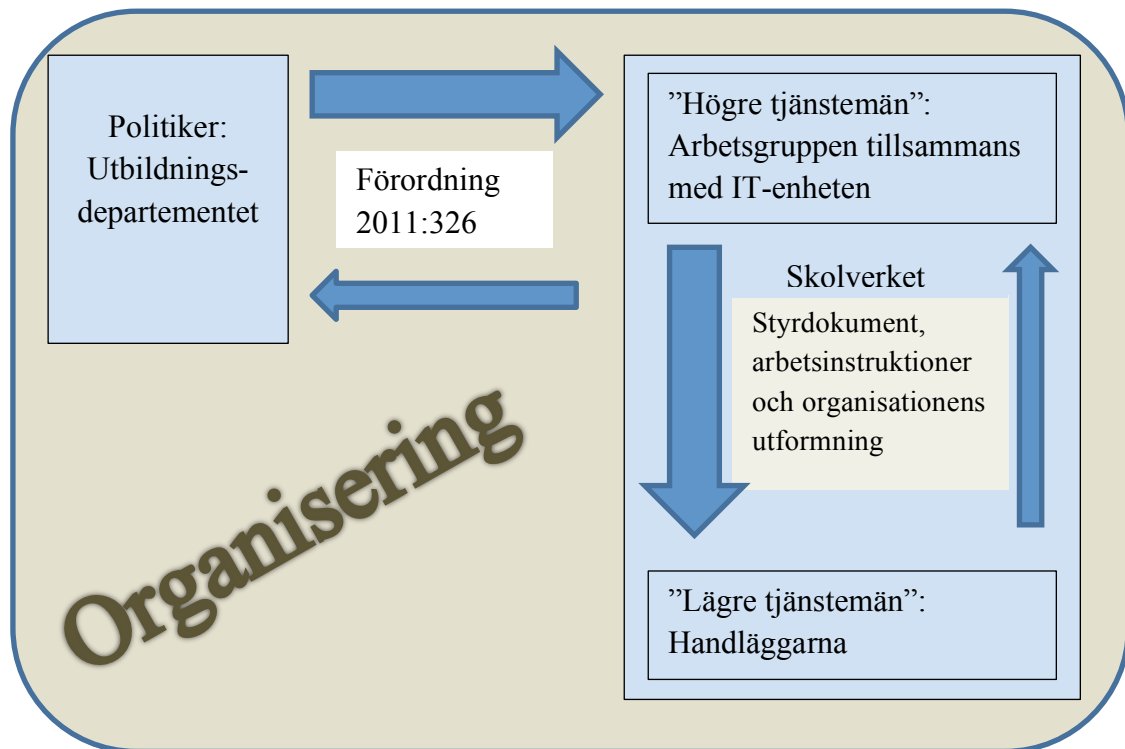 Politiker:
Utbildnings-
departementet
Förordning
2011:326
”Högre tjänstemän”:
Arbetsgruppen tillsammans
med IT-enheten
Skolverket
Styrdokument,
arbetsinstruktioner
och organisationens
utformning
”Lägre tjänstemän”:
Handläggarna
Organisering